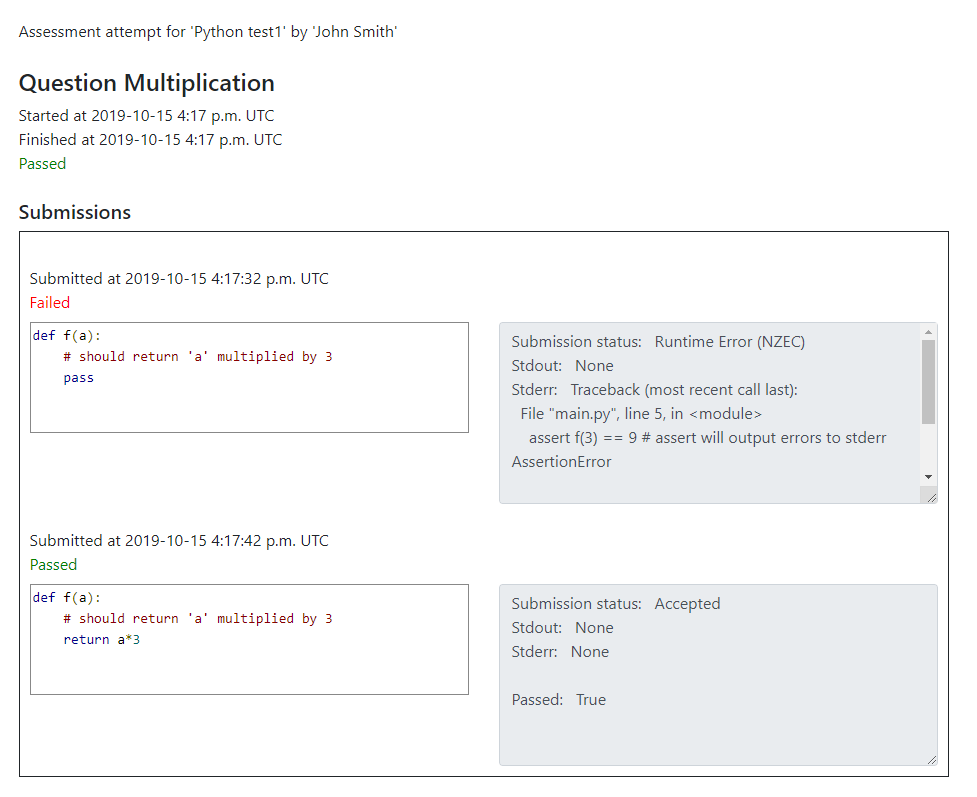 Assessment attempt for 'Python test1' by 'John Smith'
Question Multiplication
Started at 2019-10-15 4:17 p.m. UTC
Finished at 2019-10-15 4:17 p.m. UTC
Passed
Submissions
Submitted at 2019-10-15 4:17:32 p.m. UTC
Failed
def f(a):
    # should return 'a' multiplied by 3
    pass
Submission status:   Runtime Error (NZEC)
Stdout:   None
Stderr:   Traceback (most recent call last):
  File "main.py", line 5, in <module>
    assert f(3) == 9 # assert will output errors to stderr
AssertionError
Submitted at 2019-10-15 4:17:42 p.m. UTC
Passed
def f(a):
    # should return 'a' multiplied by 3
    return a*3
Submission status:   Accepted
Stdout:   None
Stderr:   None
Passed:   True